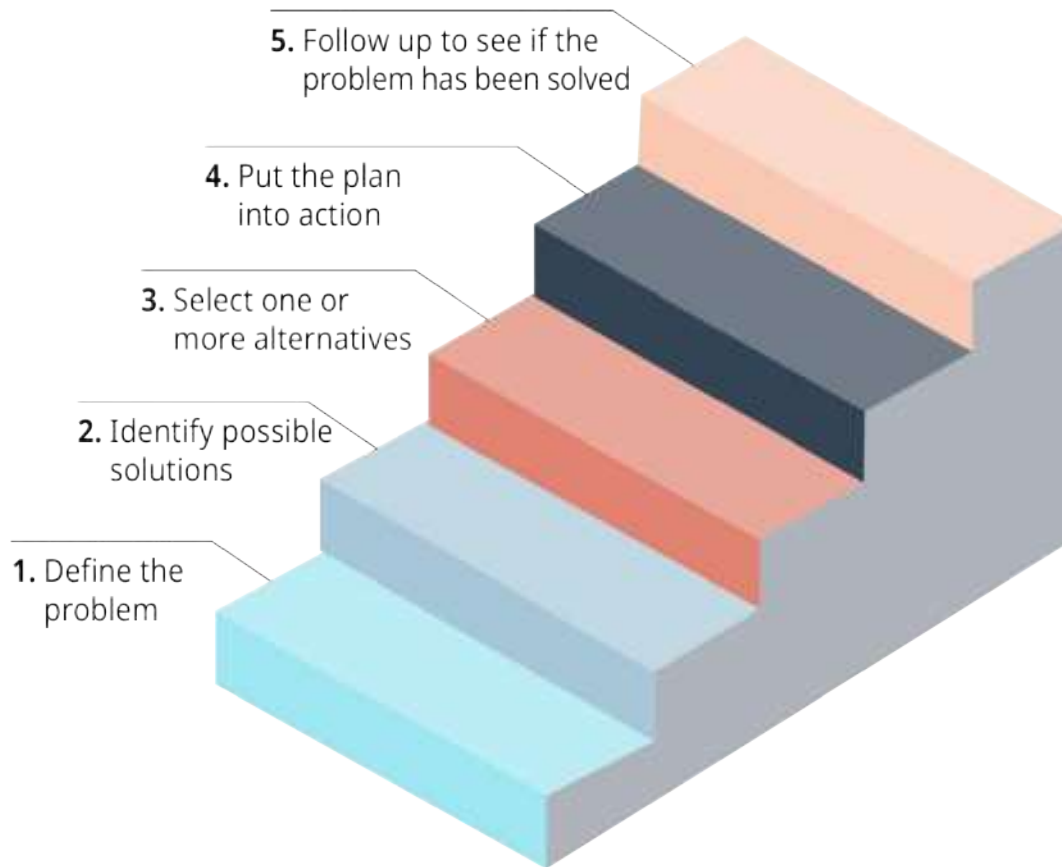 5. Follow up to see if the
problem has been solved
4. Put the plan
into action
3. Select one or
more alternatives
2. Identify possible
solutions
1. Define the
problem